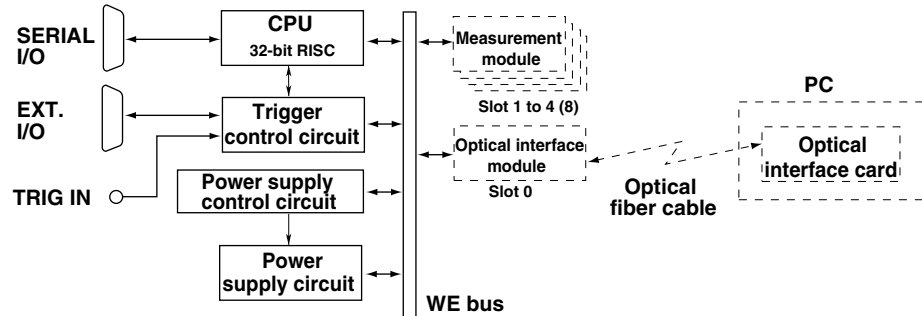 SERIAL
I/O
CPU
32-bit RISC
Measurement
module
Slot 1 to 4 (8)
EXT.
I/O
Trigger
control circuit
Optical interface
module
Slot 0
PC
Optical
interface card
Optical
fiber cable
TRIG IN
Power supply
control circuit
Power
supply circuit
WE bus